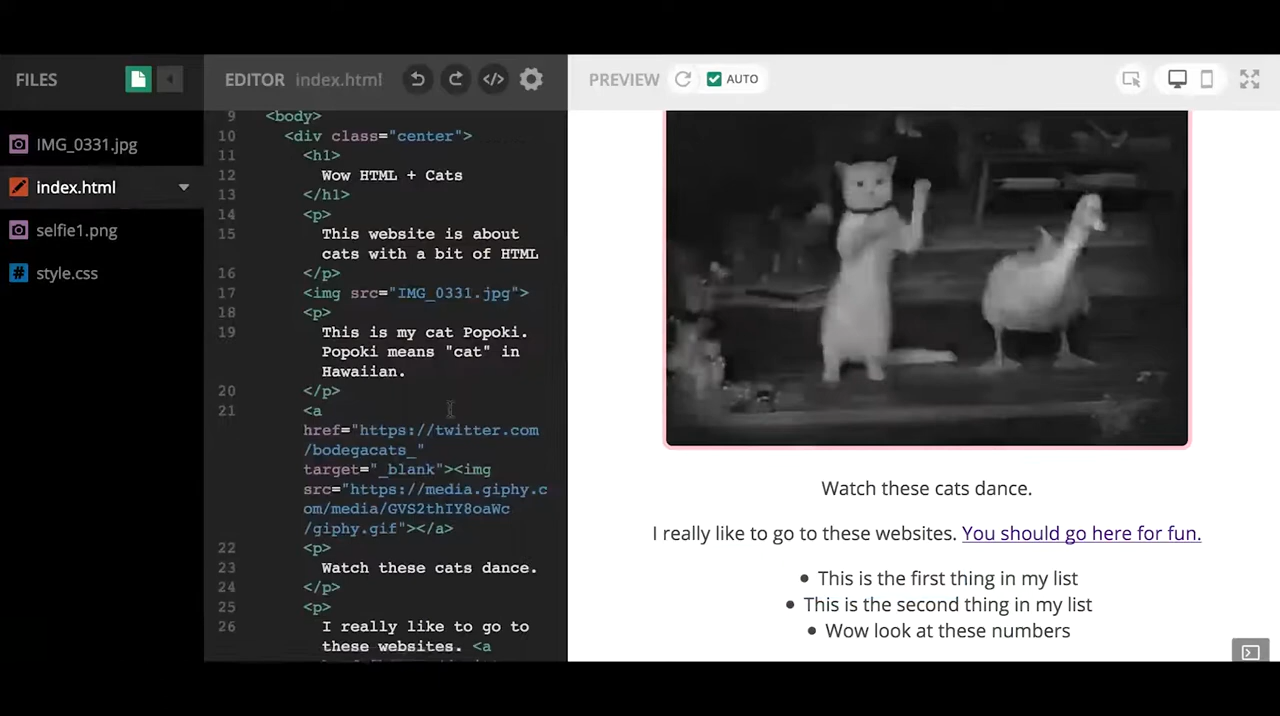 FILES
IMG_0331.jpg
index.html
selfie1.png
style.css
EDITOR index.html
9 <body>
10 <div class="center">
11 <h1>
12 Wow HTML + Cats
13 </h1>
14 <p>
15 This website is about
cats with a bit of HTML
16 </p>
17 <img src="IMG_0331.jpg">
18 <p>
19 This is my cat Popoki.
Popoki means "cat" in
Hawaiian.
20 </p>
21 <a
href="https://twitter.com
/bodegacats_"
target="_blank"><img
src="https://media.giphy.c
om/media/GVS2thIY8oaWc
/giphy.gif"></a>
22 <p>
23 Watch these cats dance.
24 </p>
25 <p>
26 I really like to go to
these websites. <a
PREVIEW AUTO
Watch these cats dance.
I really like to go to these websites. You should go here for fun.
• This is the first thing in my list
• This is the second thing in my list
• Wow look at these numbers